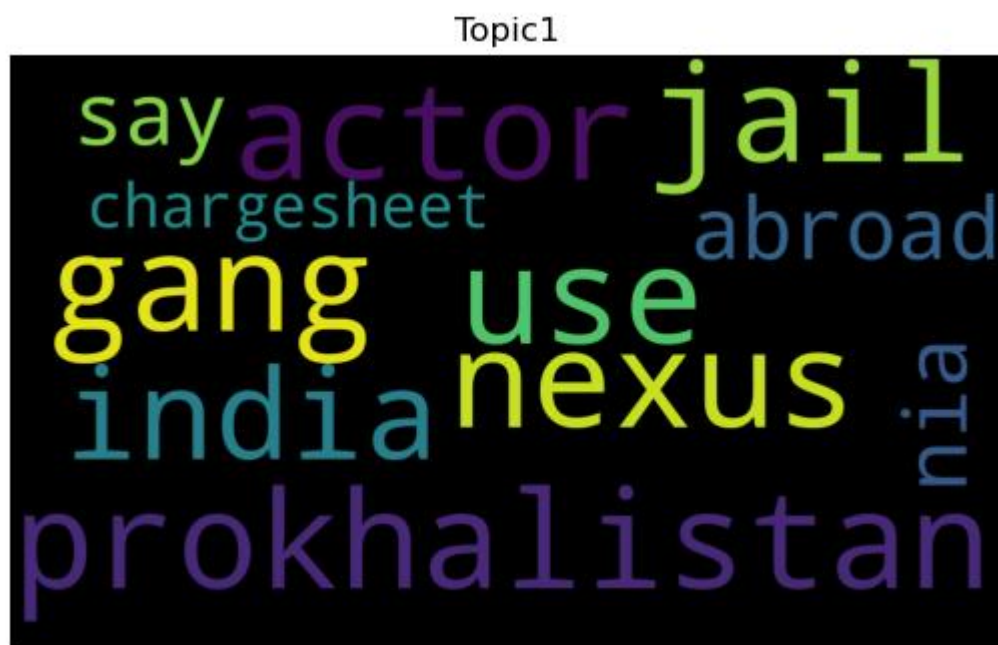 Topic1
say actor jail
chargesheet abroad
gang use
india nexus nia
prokhalistan